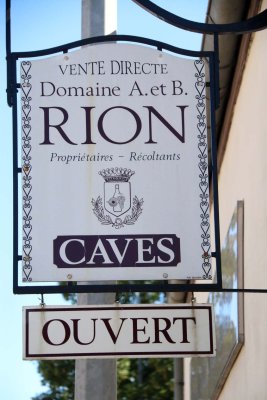 VENTE DIRECTE
Domaine A. et B.
RION
Propriétaires - Récoltants
CAVES
OUVERT